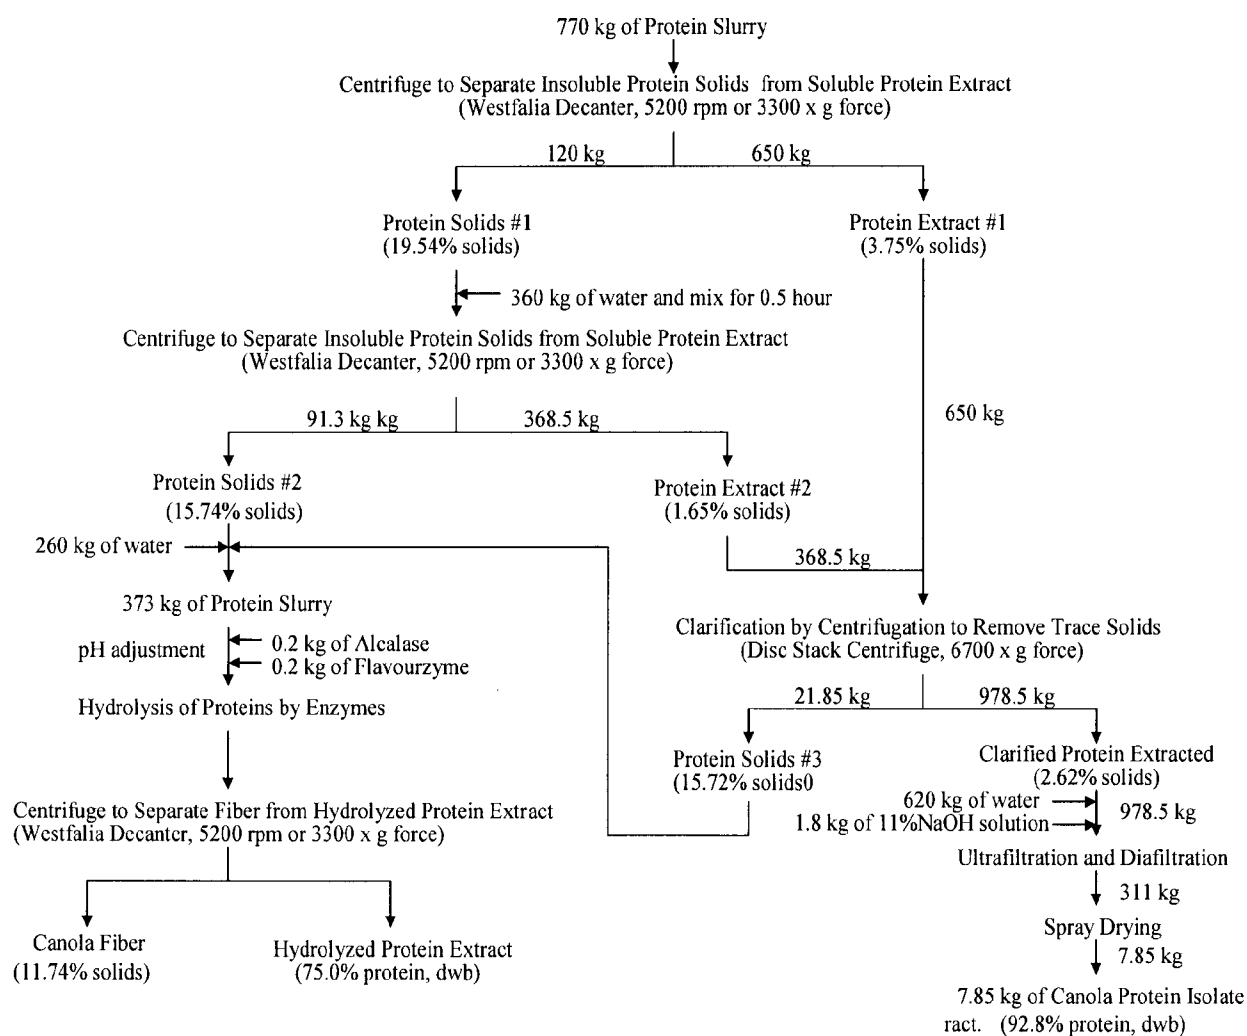 770 kg of Protein Slurry
Centrifuge to Separate Insoluble Protein Solids from Soluble Protein Extract
(Westfalia Decanter, 5200 rpm or 3300 x g force)
120 kg
650 kg
Protein Solids #1
(19.54% solids)
Protein Extract #1
(3.75% solids)
360 kg of water and mix for 0.5 hour
Centrifuge to Separate Insoluble Protein Solids from Soluble Protein Extract
(Westfalia Decanter, 5200 rpm or 3300 x g force)
91.3 kg kg
368.5 kg
650 kg
Protein Solids #2
(15.74% solids)
Protein Extract #2
(1.65% solids)
260 kg of water
368.5 kg
373 kg of Protein Slurry
pH adjustment
0.2 kg of Alcalase
0.2 kg of Flavourzyme
Hydrolysis of Proteins by Enzymes
Clarification by Centrifugation to Remove Trace Solids
(Disc Stack Centrifuge, 6700 x g force)
21.85 kg
978.5 kg
Protein Solids #3
(15.72% solids0
Clarified Protein Extracted
(2.62% solids)
620 kg of water
1.8 kg of 11%NaOH solution
978.5 kg
Centrifuge to Separate Fiber from Hydrolyzed Protein Extract
(Westfalia Decanter, 5200 rpm or 3300 x g force)
Ultrafiltration and Diafiltration
311 kg
Canola Fiber
(11.74% solids)
Hydrolyzed Protein Extract
(75.0% protein, dwb)
Spray Drying
7.85 kg
7.85 kg of Canola Protein Isolate
ract. (92.8% protein, dwb)